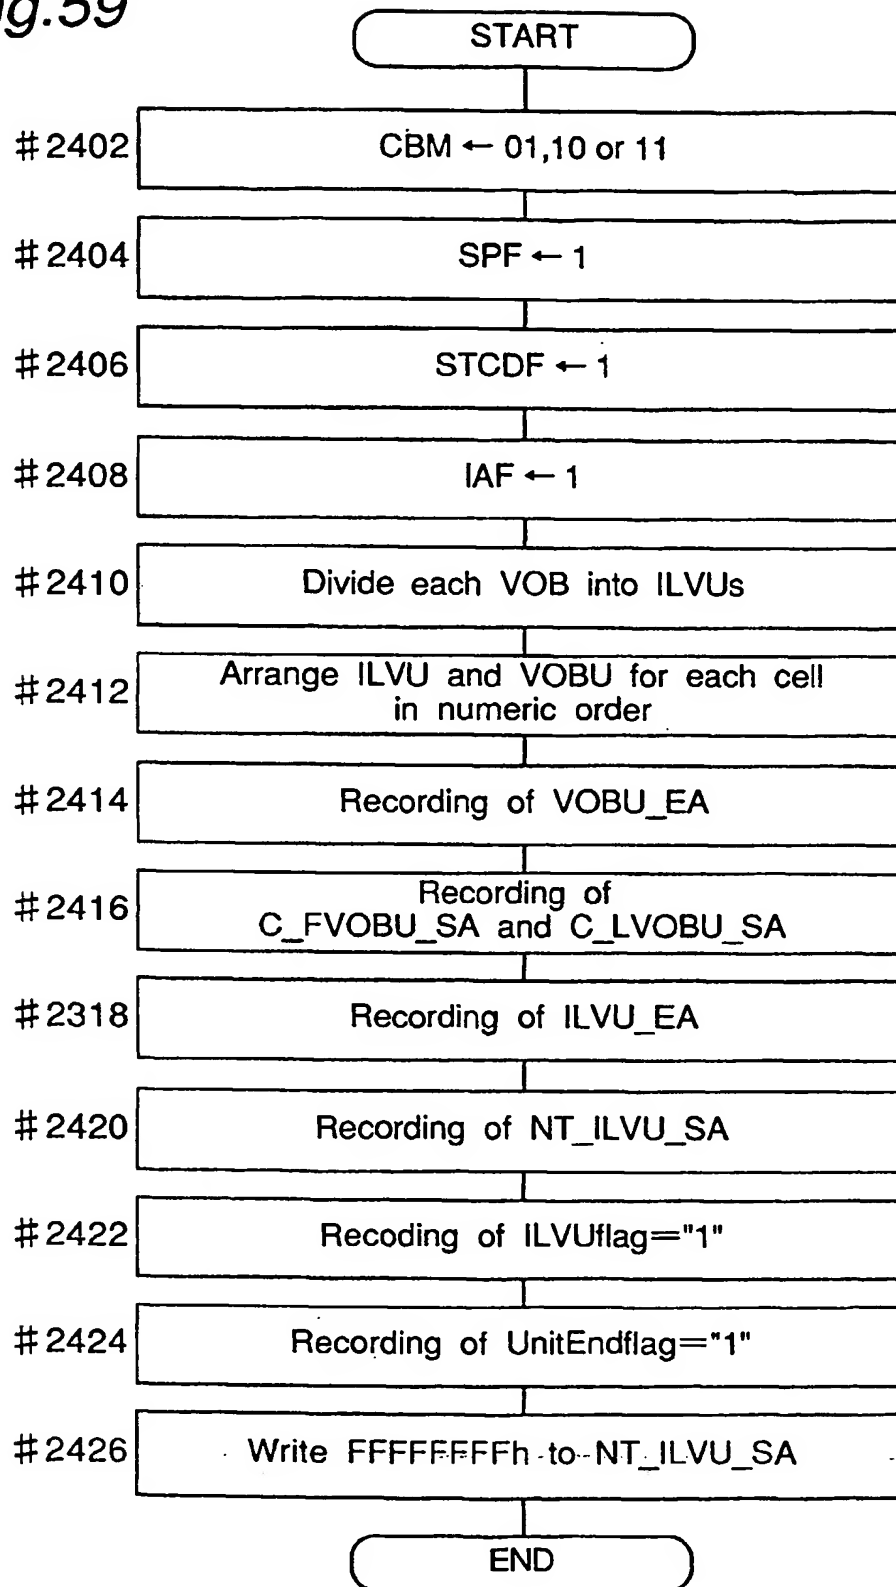 ig.59
START
#2402 CBM ← 01,10 or 11
#2404 SPF ← 1
#2406 STCDF ← 1
#2408 IAF ← 1
#2410 Divide each VOB into ILVUs
#2412 Arrange ILVU and VOBU for each cell
in numeric order
#2414 Recording of VOBU_EA
#2416 Recording of
C_FVOBU_SA and C_LVOBU_SA
#2318 Recording of ILVU_EA
#2420 Recording of NT_ILVU_SA
#2422 Recoding of ILVUflag="1"
#2424 Recording of UnitEndflag="1"
#2426 Write FFFFFFFFh to NT_ILVU_SA
END